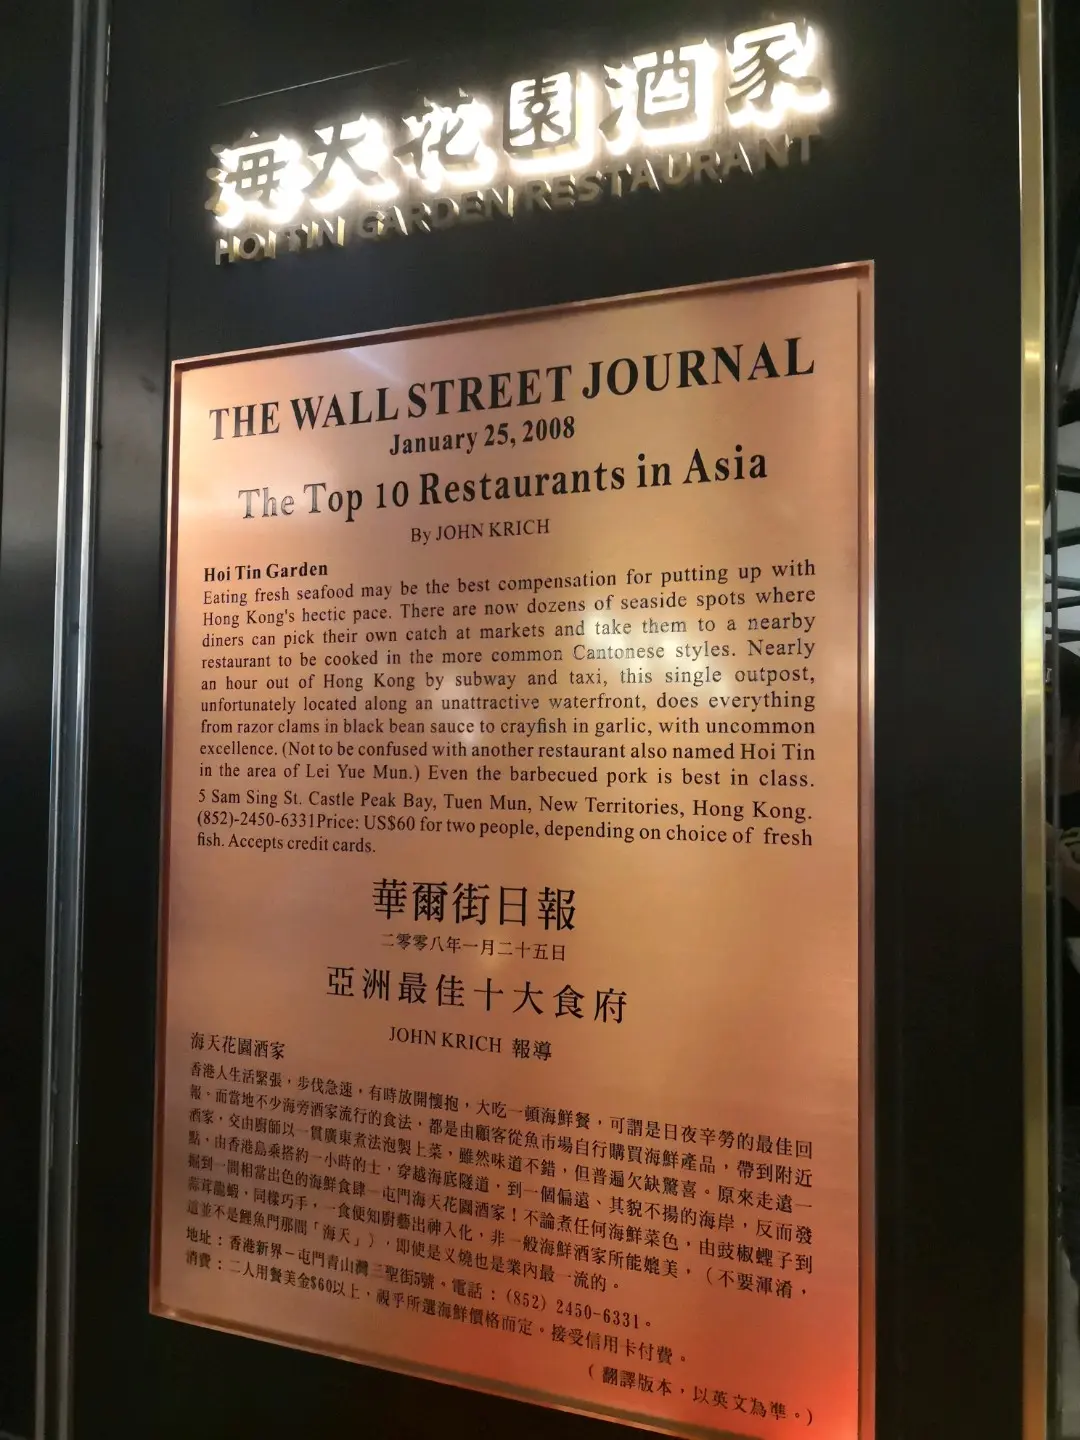 海天花園酒家
HOI TIN GARDEN RESTAURANT
THE WALL STREET JOURNAL
January 25, 2008
The Top 10 Restaurants in Asia
By JOHN KRICH
Hoi Tin Garden
Eating fresh seafood may be the best compensation for putting up with
Hong Kong's hectic pace. There are now dozens of seaside spots where
diners can pick their own catch at markets and take them to a nearby
restaurant to be cooked in the more common Cantonese styles. Nearly
an hour out of Hong Kong by subway and taxi, this single outpost,
unfortunately located along an unattractive waterfront, does everything
from razor clams in black bean sauce to crayfish in garlic, with uncommon
excellence. (Not to be confused with another restaurant also named Hoi Tin
in the area of Lei Yue Mun.) Even the barbecued pork is best in class.
5 Sam Sing St. Castle Peak Bay, Tuen Mun, New Territories, Hong Kong.
(852)-2450-6331Price: US$60 for two people, depending on choice of fresh
fish. Accepts credit cards.
華爾街日報
二零零八年一月二十五日
亞洲最佳十大食府
JOHN KRICH 報導
海天花園酒家
香港人生活緊張，步伐急速，有時放開懷抱，大吃一頓海鮮餐，可謂是日夜辛勞的最佳回
報。而當地不少海旁酒家流行的食法，都是由顧客從魚市場自行購買海鮮產品，帶到附近
酒家，交由廚師以一貫廣東煮法泡製上菜，雖然味道不錯，但普遍欠缺驚喜。原來走遠一
點，由香港島乘搭約一小時的士，穿越海底隧道，到一個偏遠、其貌不揚的海岸，反而發
掘到一間相當出色的海鮮食肆—屯門海天花園酒家！不論煮任何海鮮菜色，由豉椒蟶子到
蒜茸龍蝦，同樣巧手，一食便知廚藝出神入化，非一般海鮮酒家所能媲美，（不要渾淆，
這並不是鯉魚門那間「海天」），即使是义燒也是業內最一流的。
地址：香港新界－屯門青山灣三聖街5號。電話：(852) 2450-6331。
消費：二人用餐美金$60以上，視乎所選海鮮價格而定。接受信用卡付費。
（翻譯版本，以英文為準。）